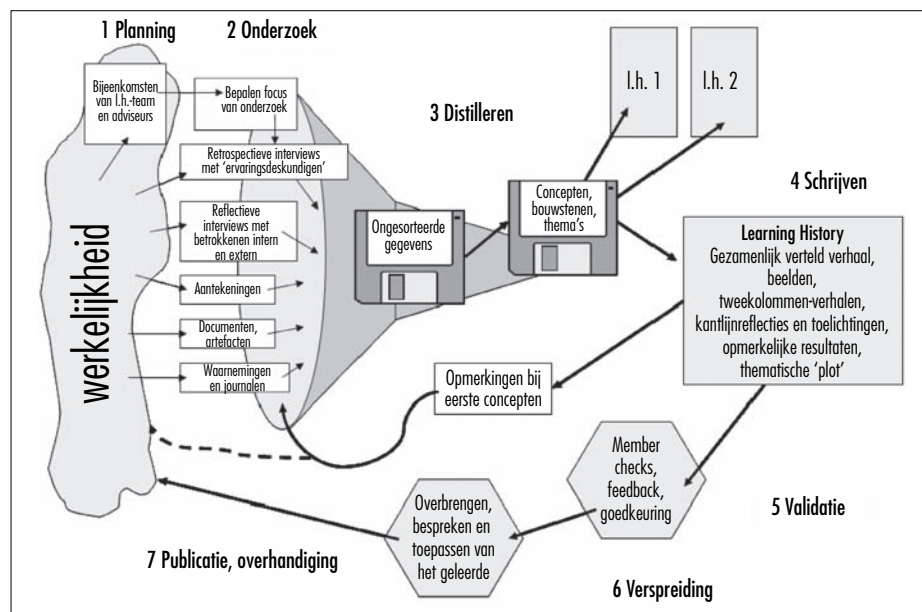 1 Planning
2 Onderzoek
Bijeenkomsten
van l.h.-team
en adviseurs
Bepalen focus
van onderzoek
Retrospectieve interviews
met ‘ervaringsdeskundigen’
Reflectieve
interviews met
betrokkenen intern
en extern
Aantekeningen
Documenten,
artefacten
Waarnemingen
en journalen
werkelijkheid
3 Distilleren
Ongesorteerde
gegevens
Concepten,
bouwstenen,
thema’s
l.h. 1
l.h. 2
4 Schrijven
Learning History
Gezamenlijk verteld verhaal,
beelden,
tweekolommen-verhalen,
kantlijnreflecties en toelichtingen,
opmerkelijke resultaten,
thematische ‘plot’
Opmerkingen bij
eerste concepten
Member
checks,
feedback,
goedkeuring
5 Validatie
Overbrengen,
bespreken en
toepassen van
het geleerde
6 Verspreiding
7 Publicatie, overhandiging